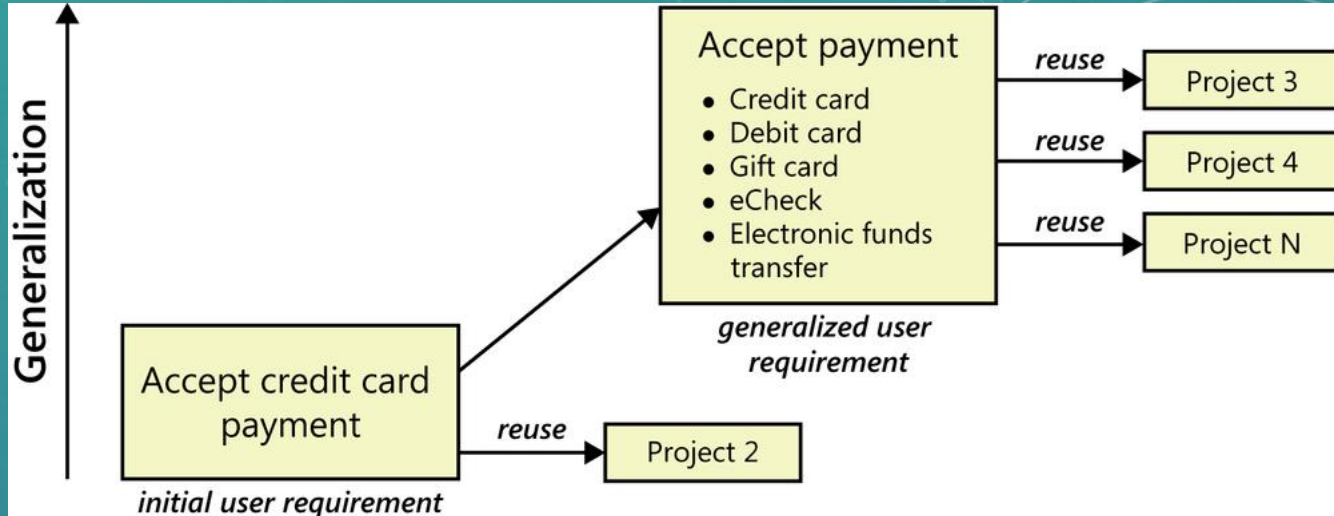 Generalization
Accept payment
• Credit card
• Debit card
• Gift card
• eCheck
• Electronic funds
transfer
generalized user
requirement
reuse
Project 3
reuse
Project 4
reuse
Project N
Accept credit card
payment
initial user requirement
reuse
Project 2